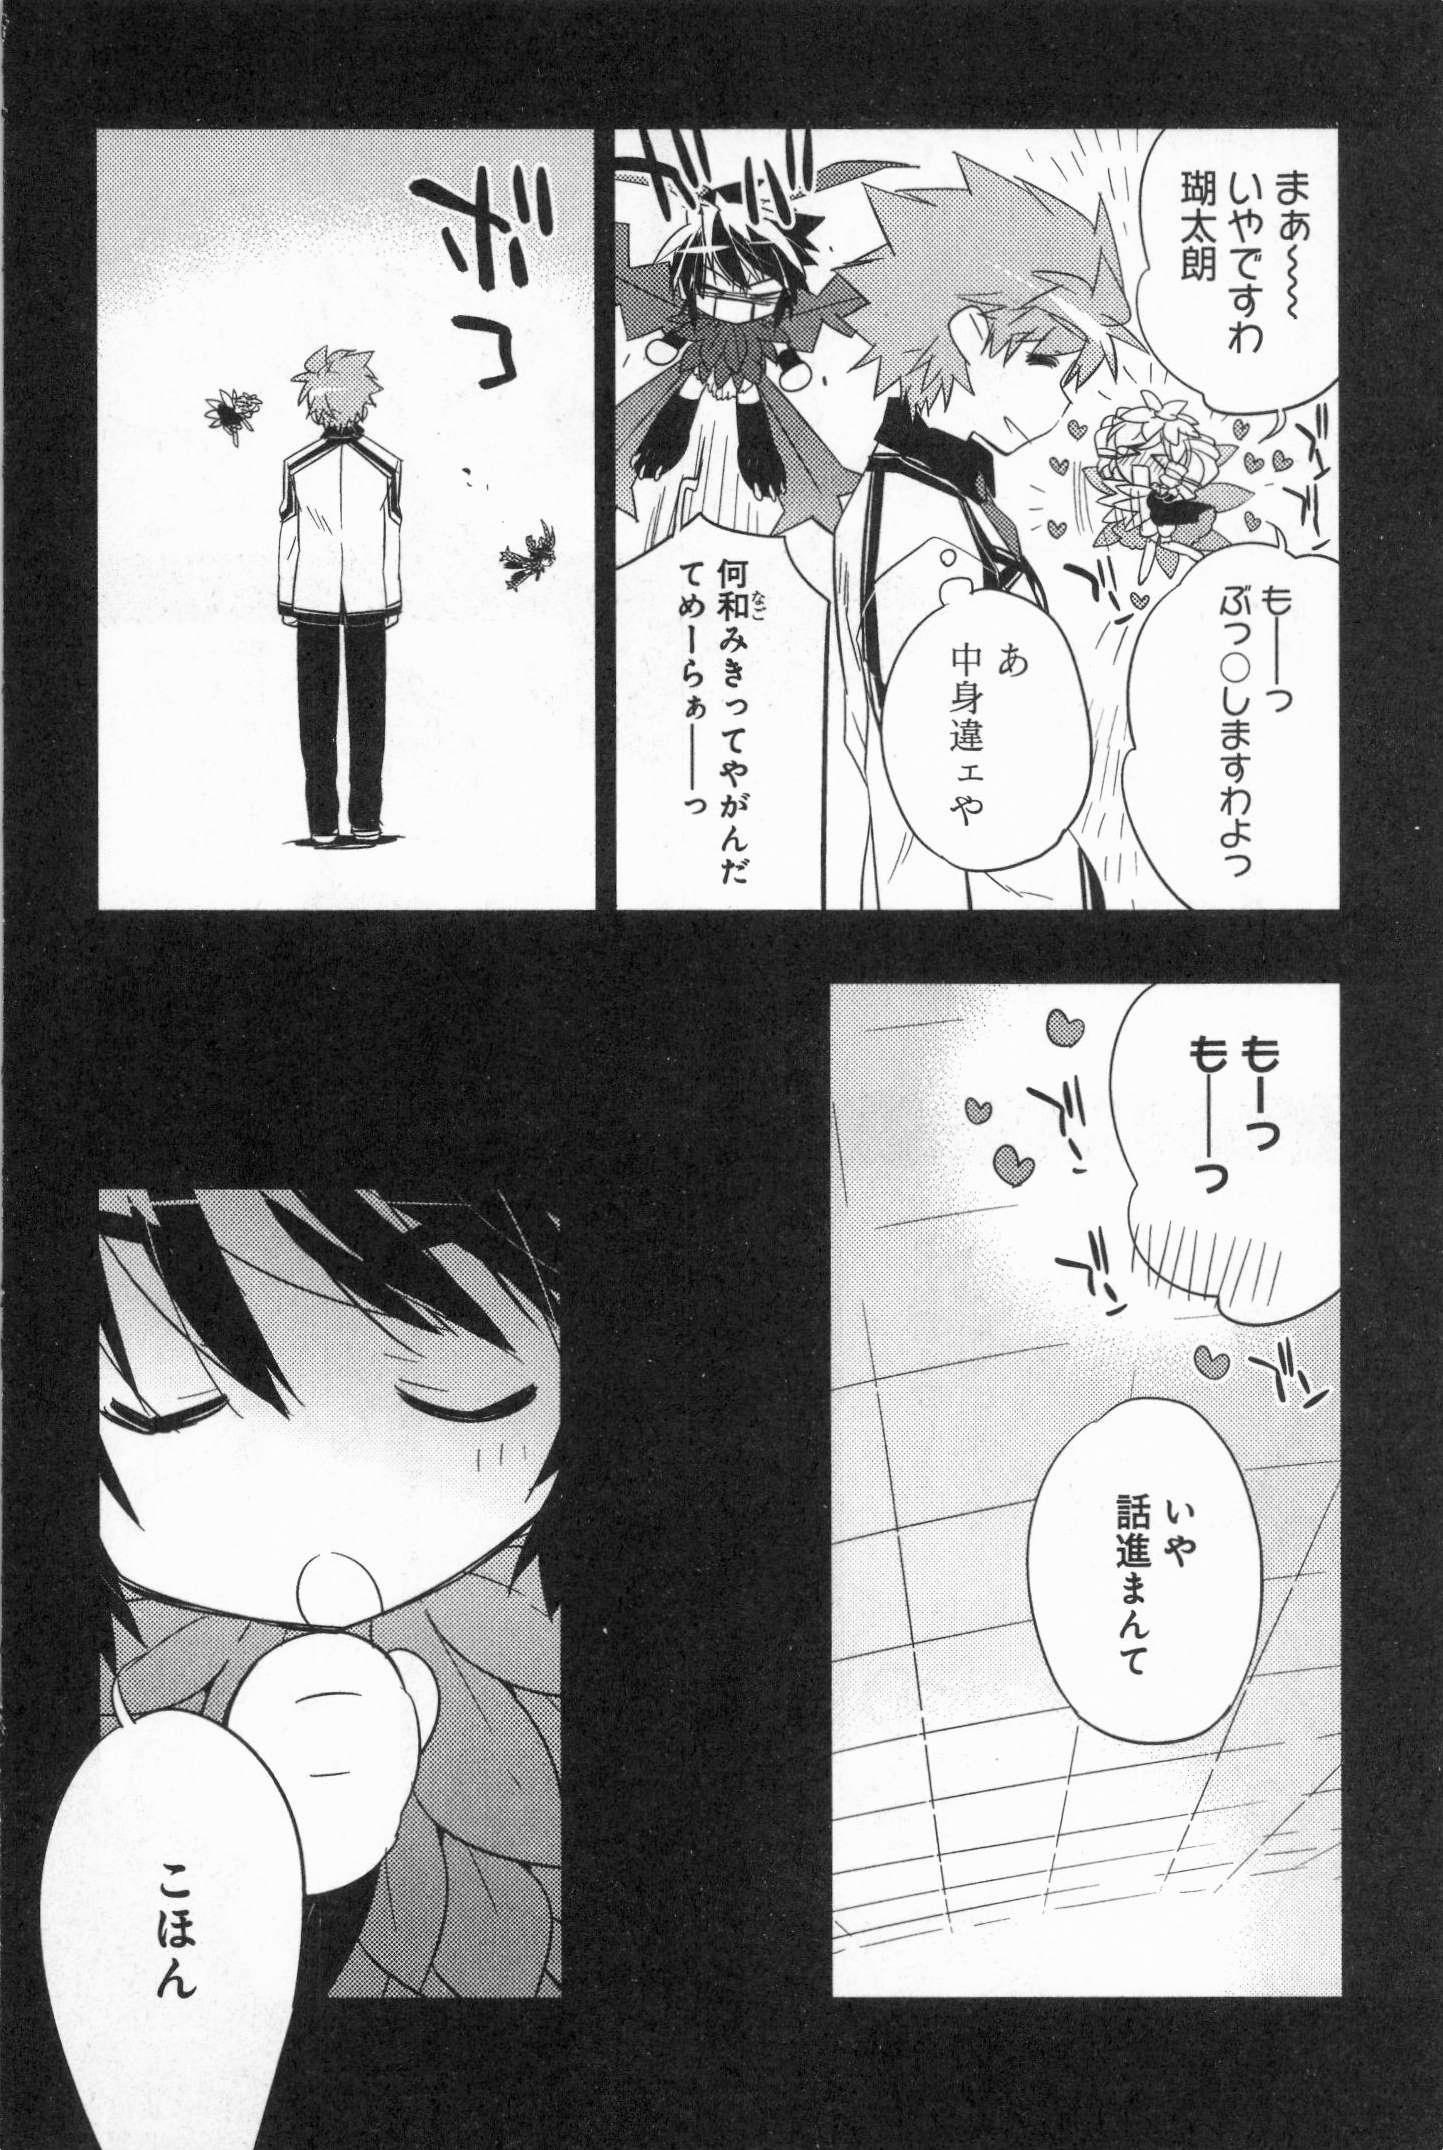 まぁ〜〜〜
いやですわ
瑚太朗
もーっ
ぶっ○しますわよっ
あ
中身違ェや
何和みきってやがんだ
なご
てめーらぁ――っ
ボコ
もーっ
もーーっ
いや
話進まんて
こほん